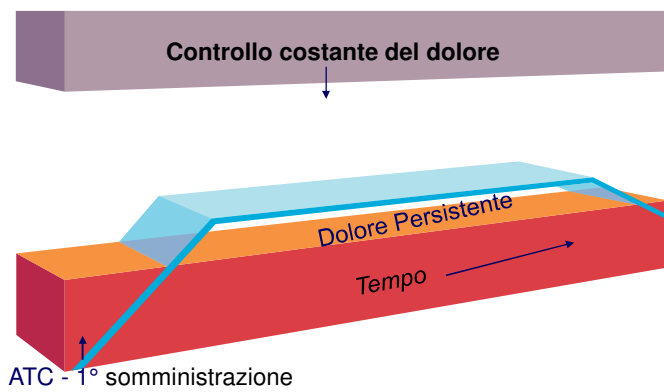 Controllo costante del dolore
Dolore Persistente
Tempo
ATC - 1° somministrazione